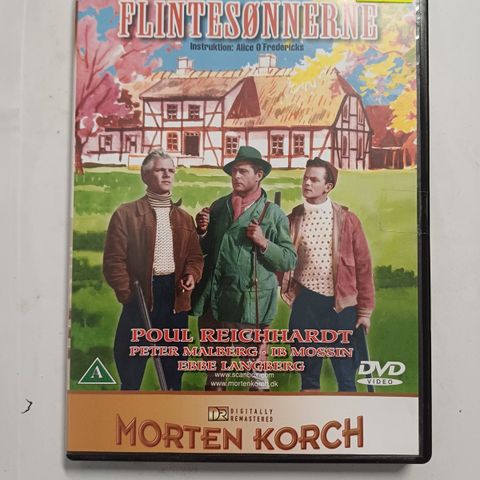 FLINTESØNNERNE
Instruktion: Alice O Fredericks
POUL REICHHARDT
PETER MALBERG - IB MOSSIN
EBBE LANGBERG
www.scanbox.com
www.mortenkorch.dk
A
DVD
VIDEO
DR DIGITALLY
REMASTERED
MORTEN KORCH